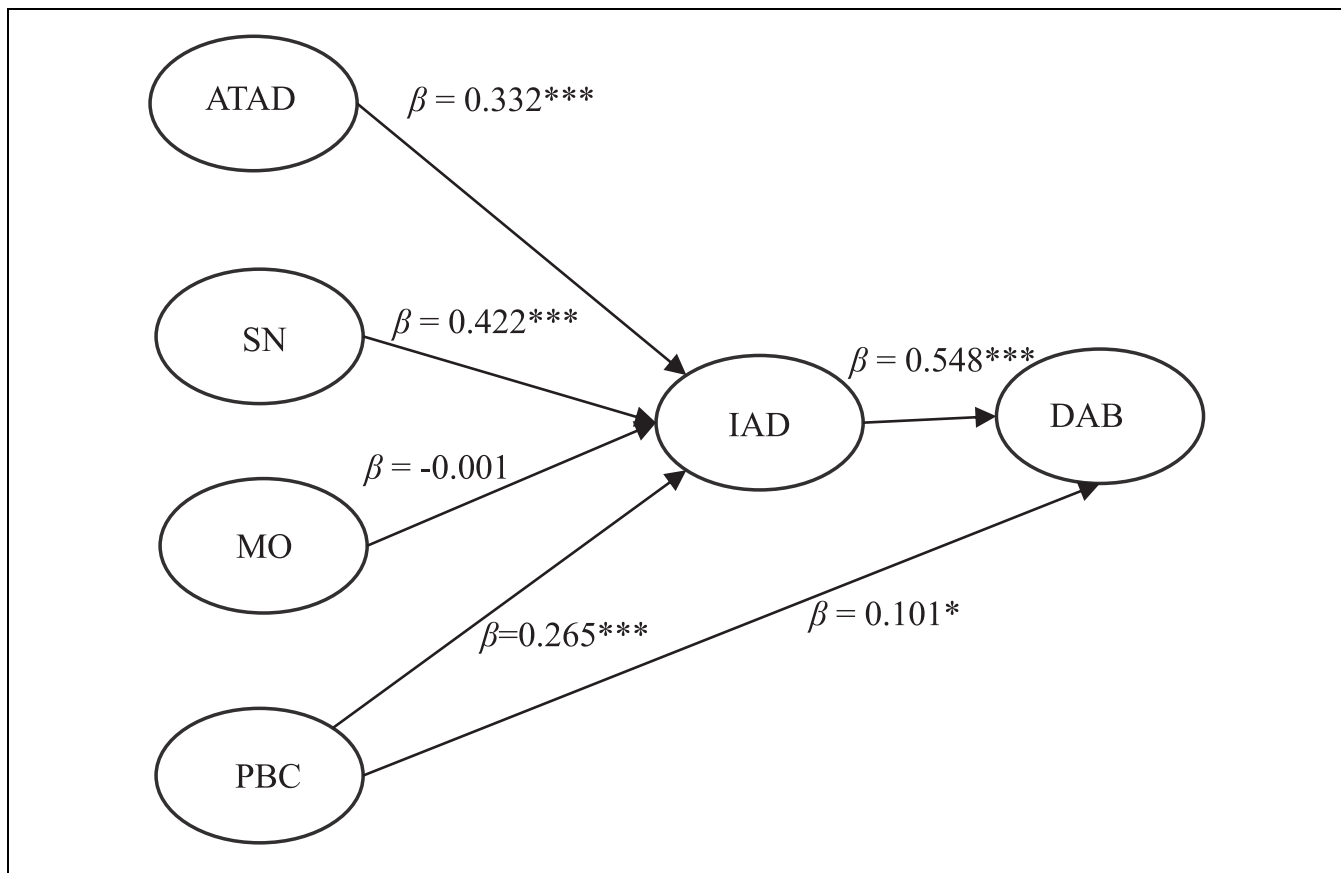 ATAD
β = 0.332***
SN
β = 0.422***
β = 0.548***
IAD
DAB
MO
β = -0.001
β=0.265***
β = 0.101*
PBC